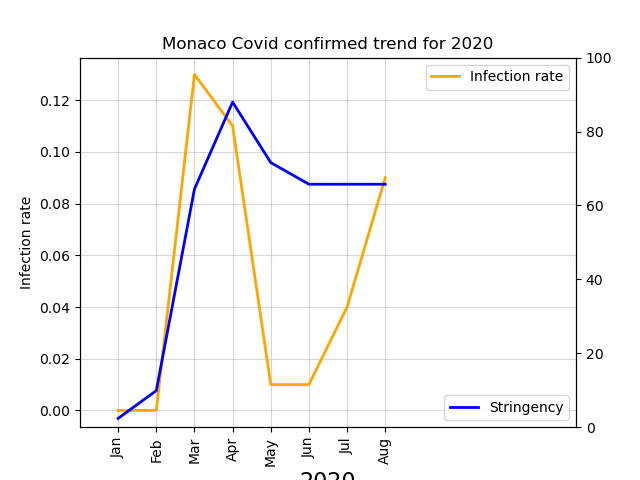 Monaco Covid confirmed trend for 2020
Infection rate
0.12
0.10
0.08
0.06
0.04
0.02
0.00
Infection rate
100
80
60
40
20
0
Stringency
Jan
Feb
Mar
Apr
May
Jun
Jul
Aug
2020